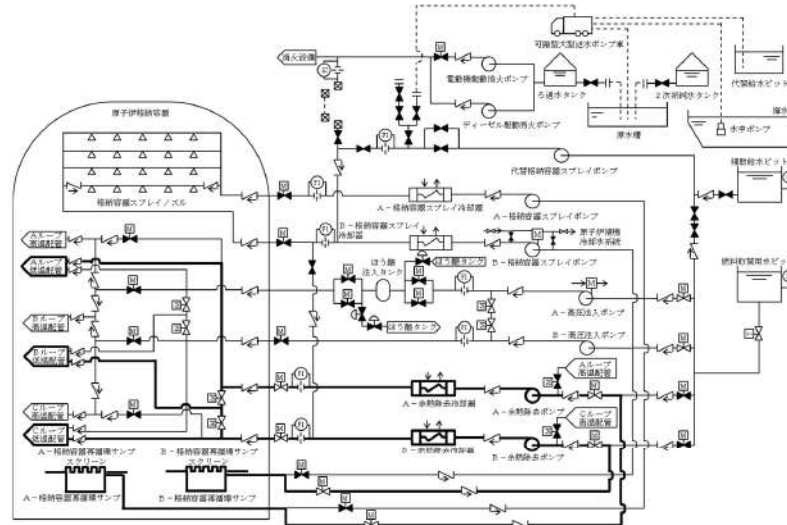 可搬型大型送水ポンプ車
消火設備
電動機駆動消火ポンプ
ろ過水タンク
2次系純水タンク
代替給水ピット
ディーゼル駆動消火ポンプ
原水槽
水中ポンプ
原子炉格納容器
格納容器スプレイノズル
代替格納容器スプレイポンプ
補助給水ピット
A-格納容器スプレイ冷却器
A-格納容器スプレイポンプ
B-格納容器スプレイ
冷却器
原子炉補機
冷却水系統
B-格納容器スプレイポンプ
ほう酸
注入タンク
ほう酸タンク
ほう酸タンク
燃料貯蔵用水ピット
A-高圧注入ポンプ
B-高圧注入ポンプ
Aループ
高温配管
Aループ
低温配管
Bループ
高温配管
Bループ
低温配管
Cループ
高温配管
Cループ
低温配管
Aループ
高温配管
A-余熱除去冷却器
A-余熱除去ポンプ
Cループ
高温配管
B-余熱除去冷却器
B-余熱除去ポンプ
A-格納容器再循環サンプ
スクリーン
B-格納容器再循環サンプ
スクリーン
A-格納容器再循環サンプ
B-格納容器再循環サンプ